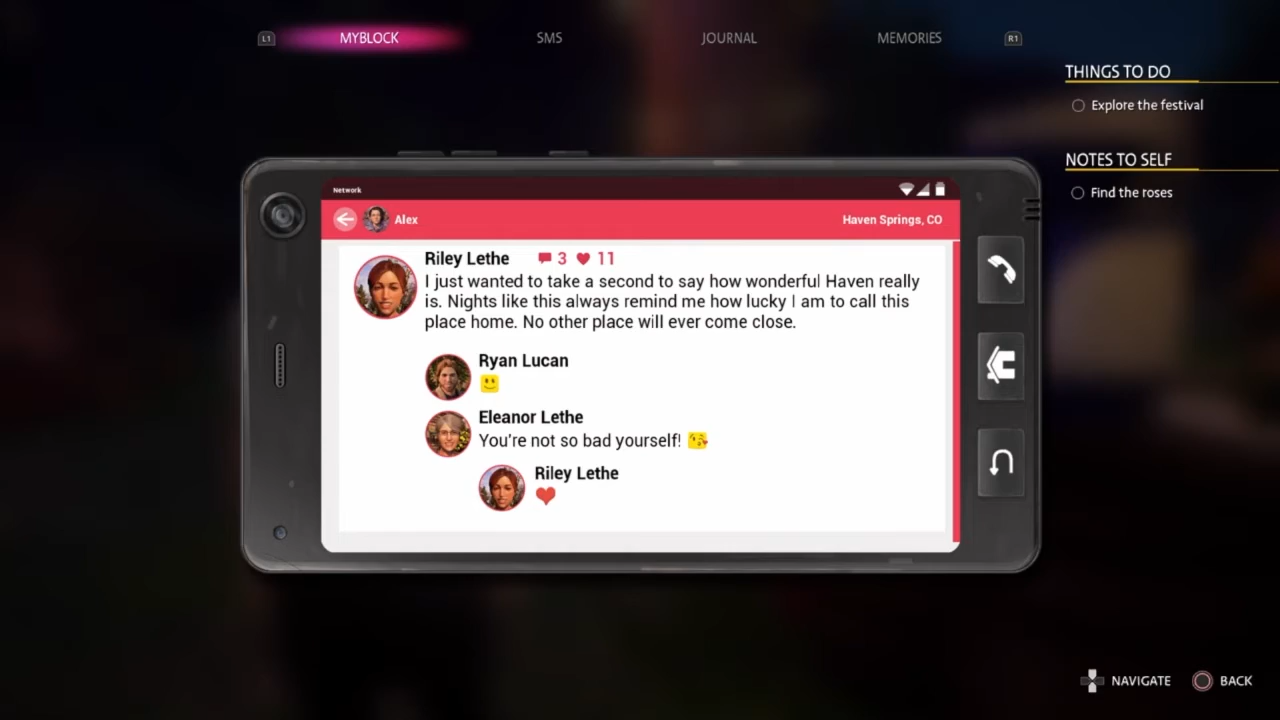 L1
MYBLOCK
SMS
JOURNAL
MEMORIES
R1
THINGS TO DO
Explore the festival
NOTES TO SELF
Find the roses
Network
Alex
Haven Springs, CO
Riley Lethe 3 11
I just wanted to take a second to say how wonderful Haven really
is. Nights like this always remind me how lucky I am to call this
place home. No other place will ever come close.
Ryan Lucan
Eleanor Lethe
You're not so bad yourself!
Riley Lethe
NAVIGATE
BACK